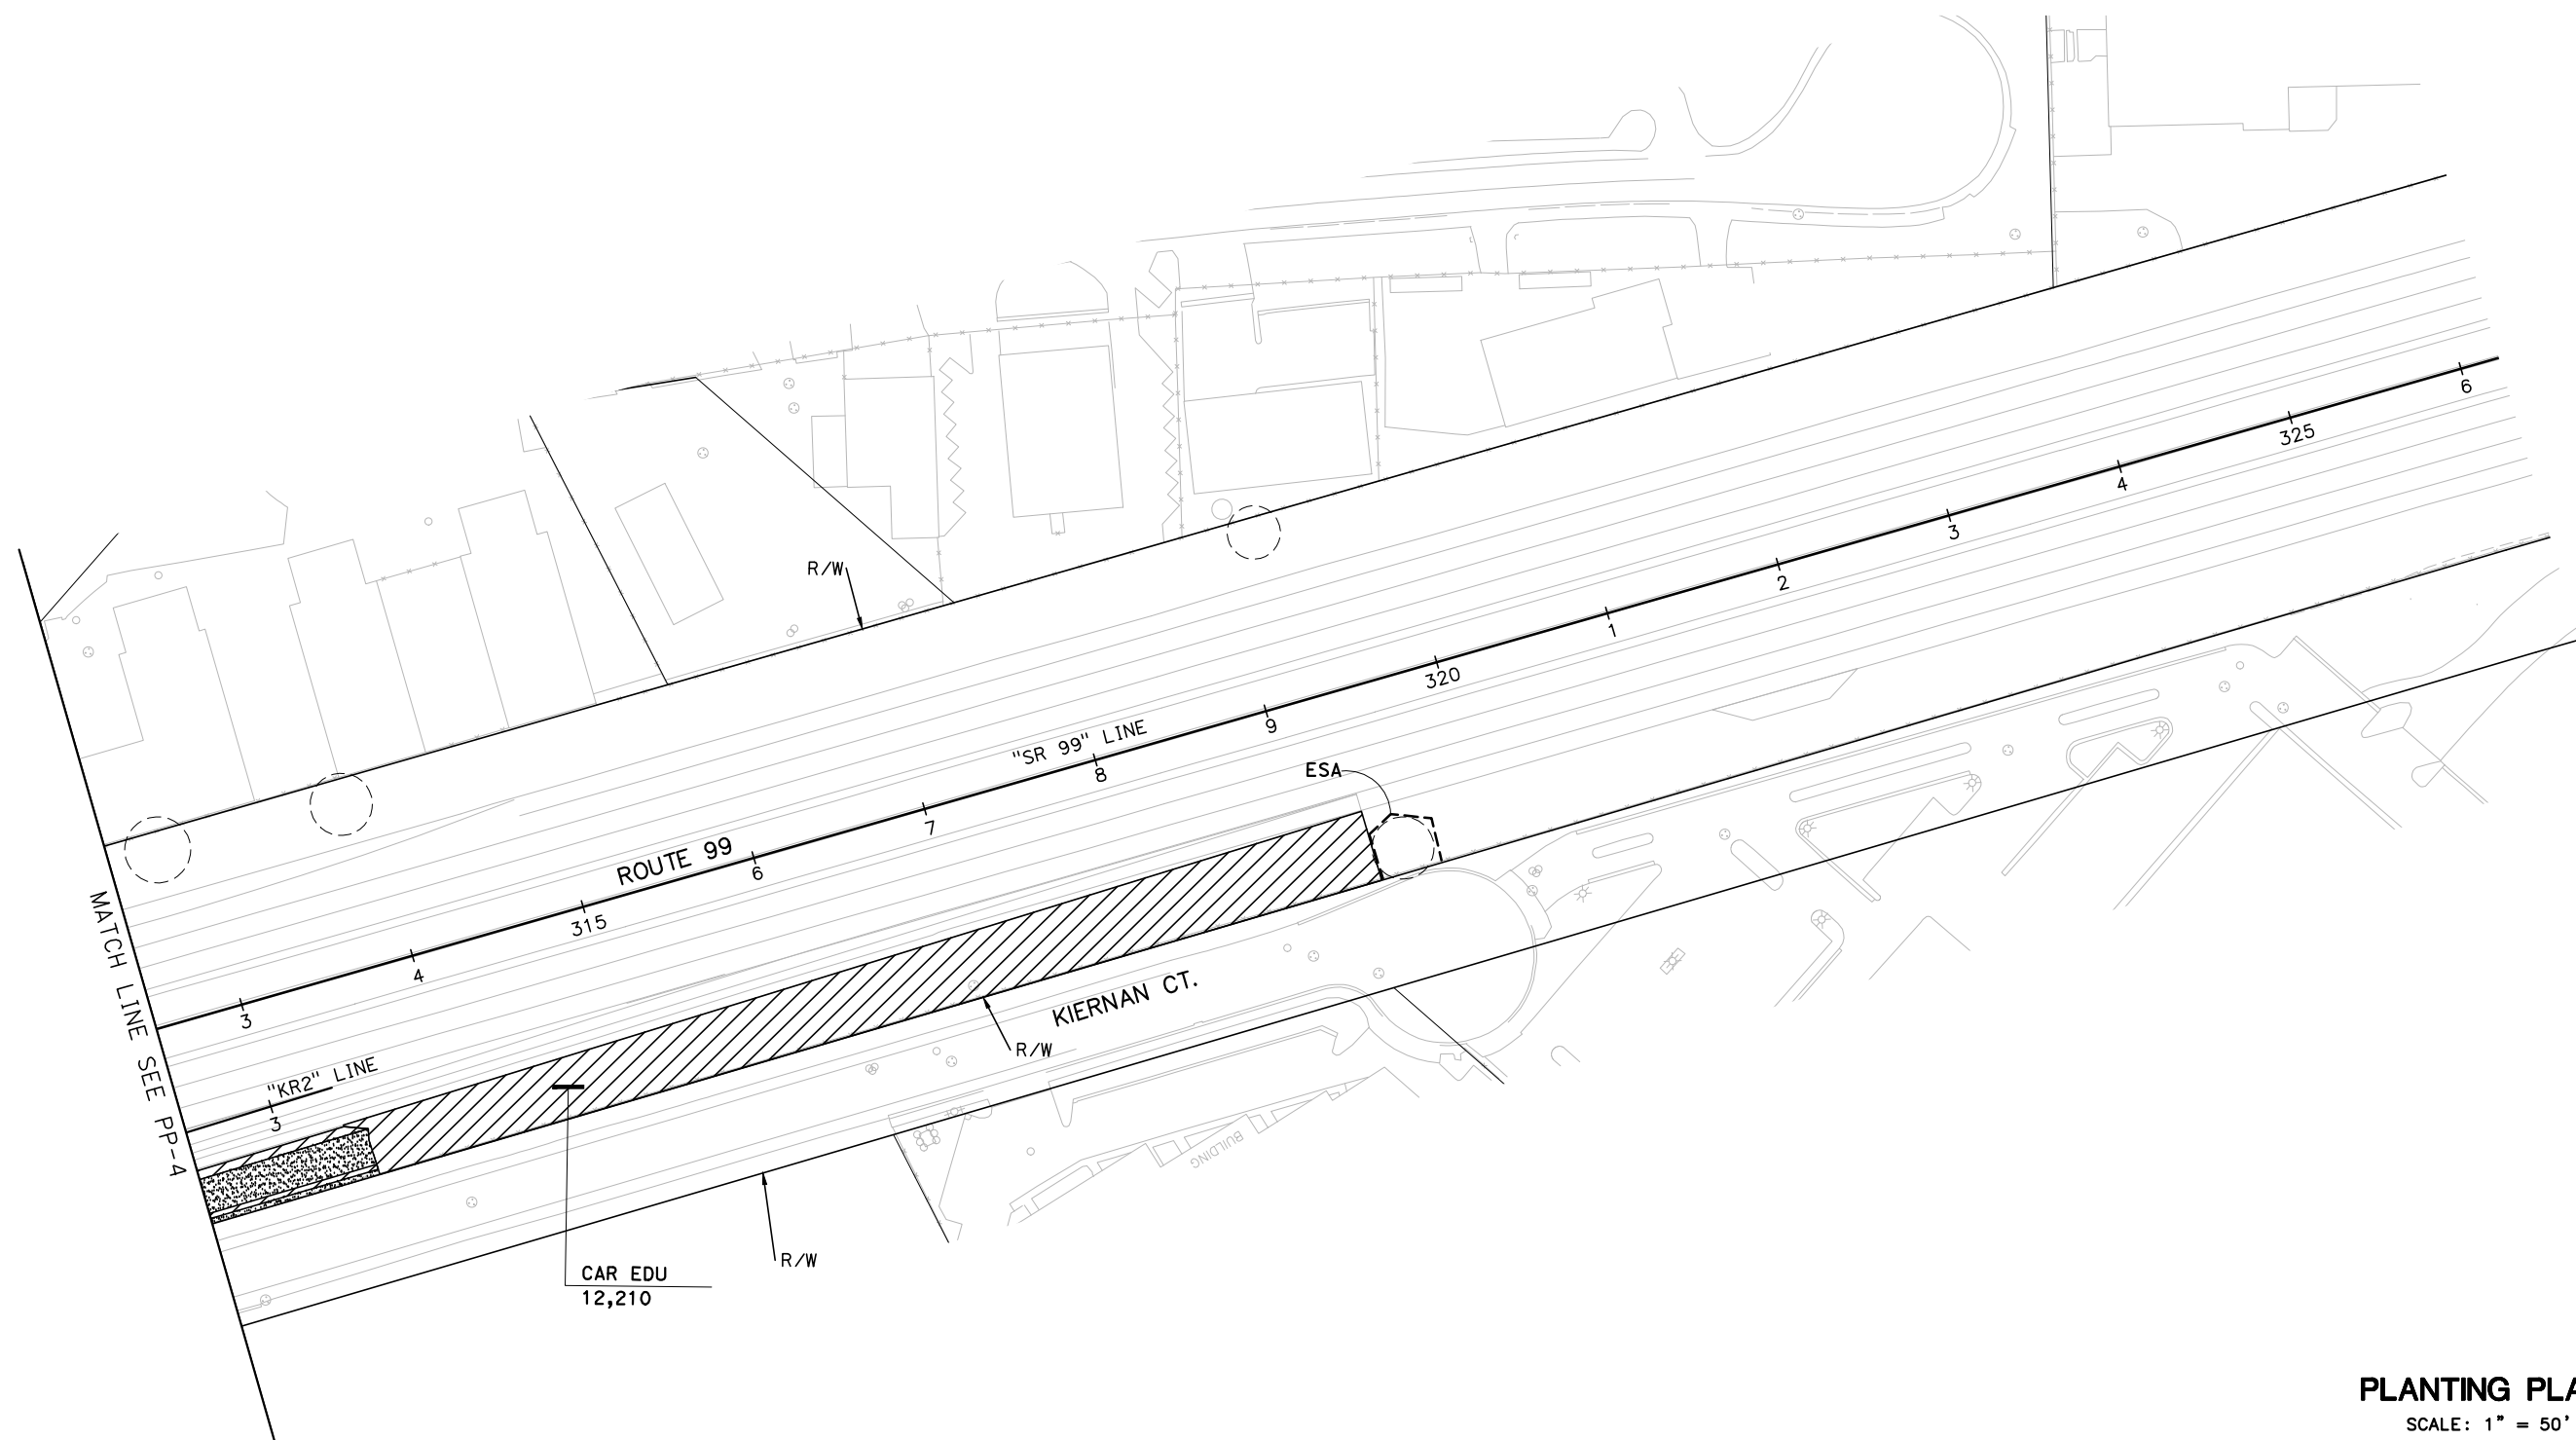 6
325
4
3
2
R/W
1
320
"SR 99" LINE
9
8
ESA
7
ROUTE 99
6
315
4
3
MATCH LINE SEE PP-4
KIERNAN CT.
R/W
"KR2" LINE
3
BUILDING
R/W
CAR EDU
12,210
PLANTING PLA
SCALE: 1" = 50'